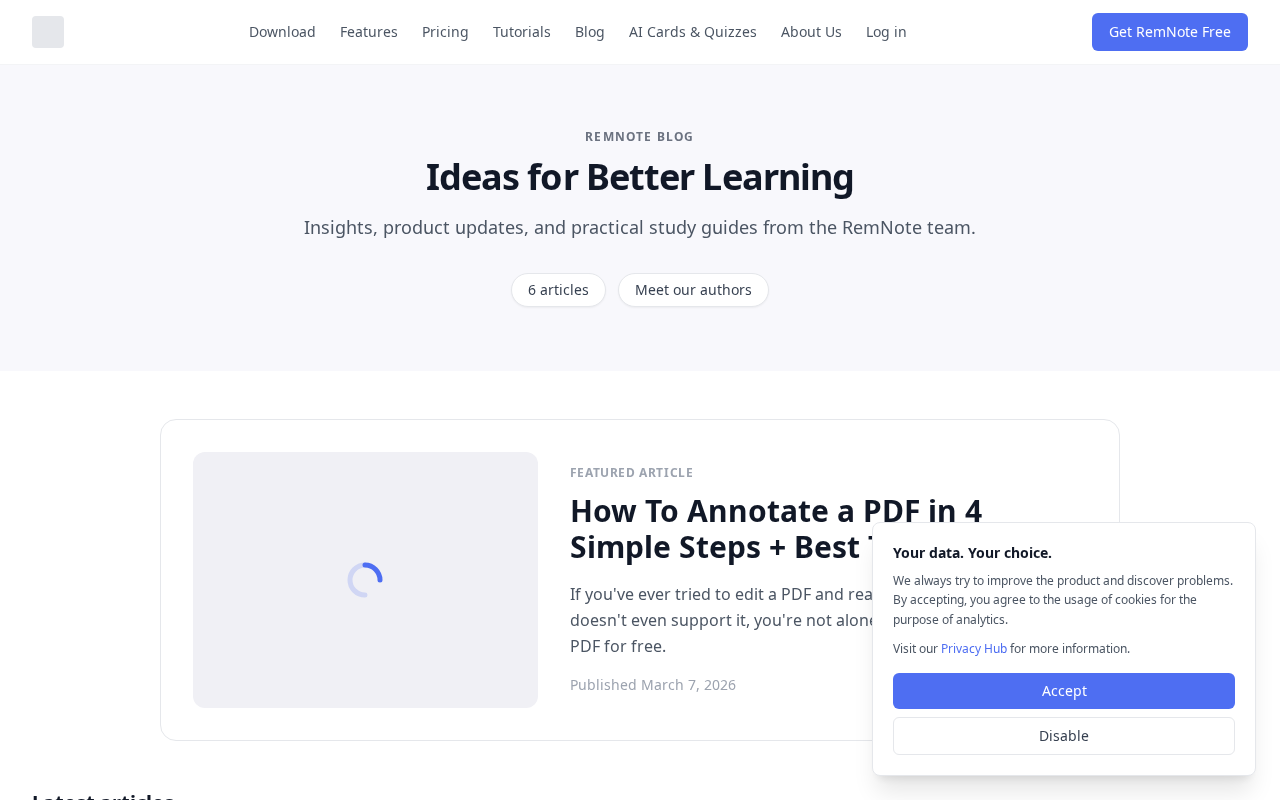 Download Features Pricing Tutorials Blog AI Cards & Quizzes About Us Log in Get RemNote Free
REMNOTE BLOG
Ideas for Better Learning
Insights, product updates, and practical study guides from the RemNote team.
6 articles Meet our authors
FEATURED ARTICLE
How To Annotate a PDF in 4
Simple Steps + Best
If you've ever tried to edit a PDF and
doesn't even support it, you're not alone
PDF for free.
Published March 7, 2026
Your data. Your choice.
We always try to improve the product and discover problems.
By accepting, you agree to the usage of cookies for the
purpose of analytics.
Visit our Privacy Hub for more information.
Accept
Disable
Latest articles